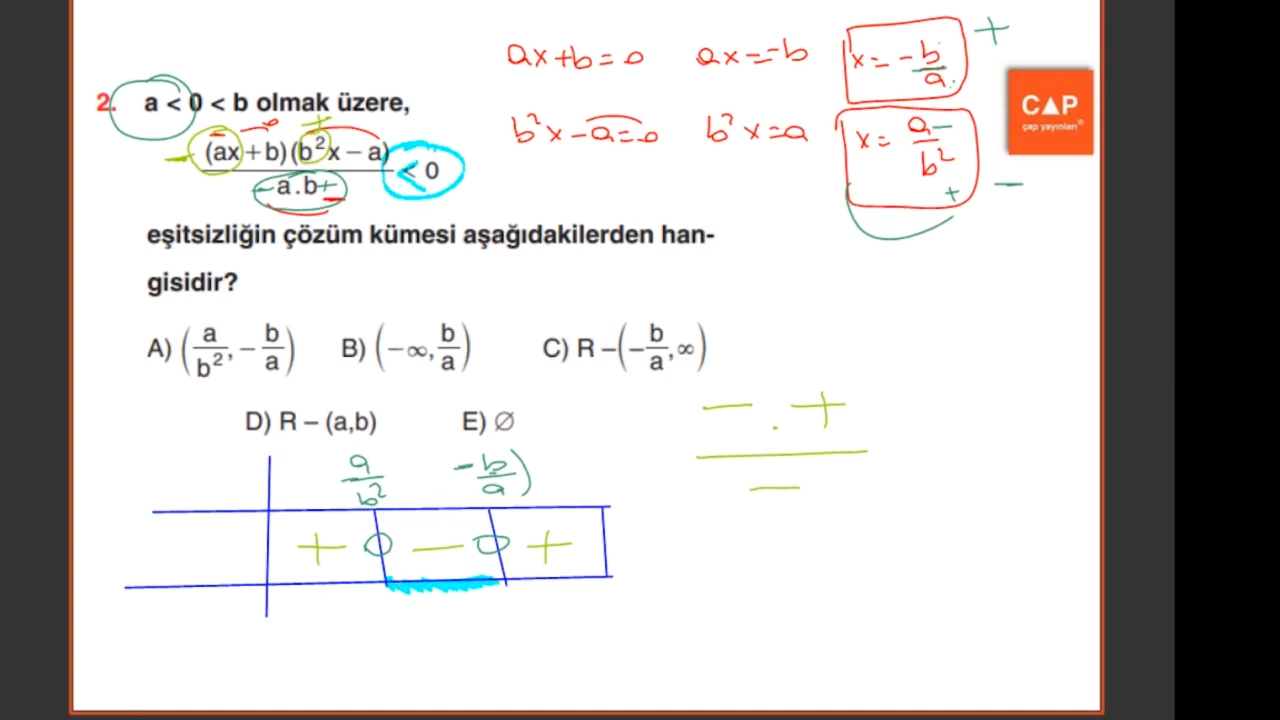 ax+b=0 ax=-b x=-b/a +
2. a < 0 < b olmak üzere,
b²x-a=0 b²x=a x=a-/b² + -
- + -
(ax+b)(b²x-a)/-a.b+ < 0
eşitsizliğin çözüm kümesi aşağıdakilerden han-
gisidir?
A) (a/b², -b/a) B) (-∞, b/a) C) R-(-b/a, ∞)
D) R – (a,b) E) ∅
- . +
-
a/b² -b/a)
+ 0 - 0 +
CAP
çap yayınları®